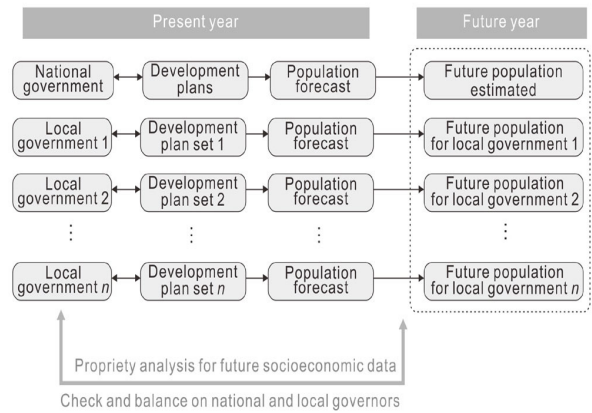 Present year
Future year
National
government
Development
plans
Population
forecast
Future population
estimated
Local
government 1
Development
plan set 1
Population
forecast
Future population
for local government 1
Local
government 2
Development
plan set 2
Population
forecast
Future population
for local government 2
Local
government n
Development
plan set n
Population
forecast
Future population
for local government n
Propriety analysis for future socioeconomic data
Check and balance on national and local governors